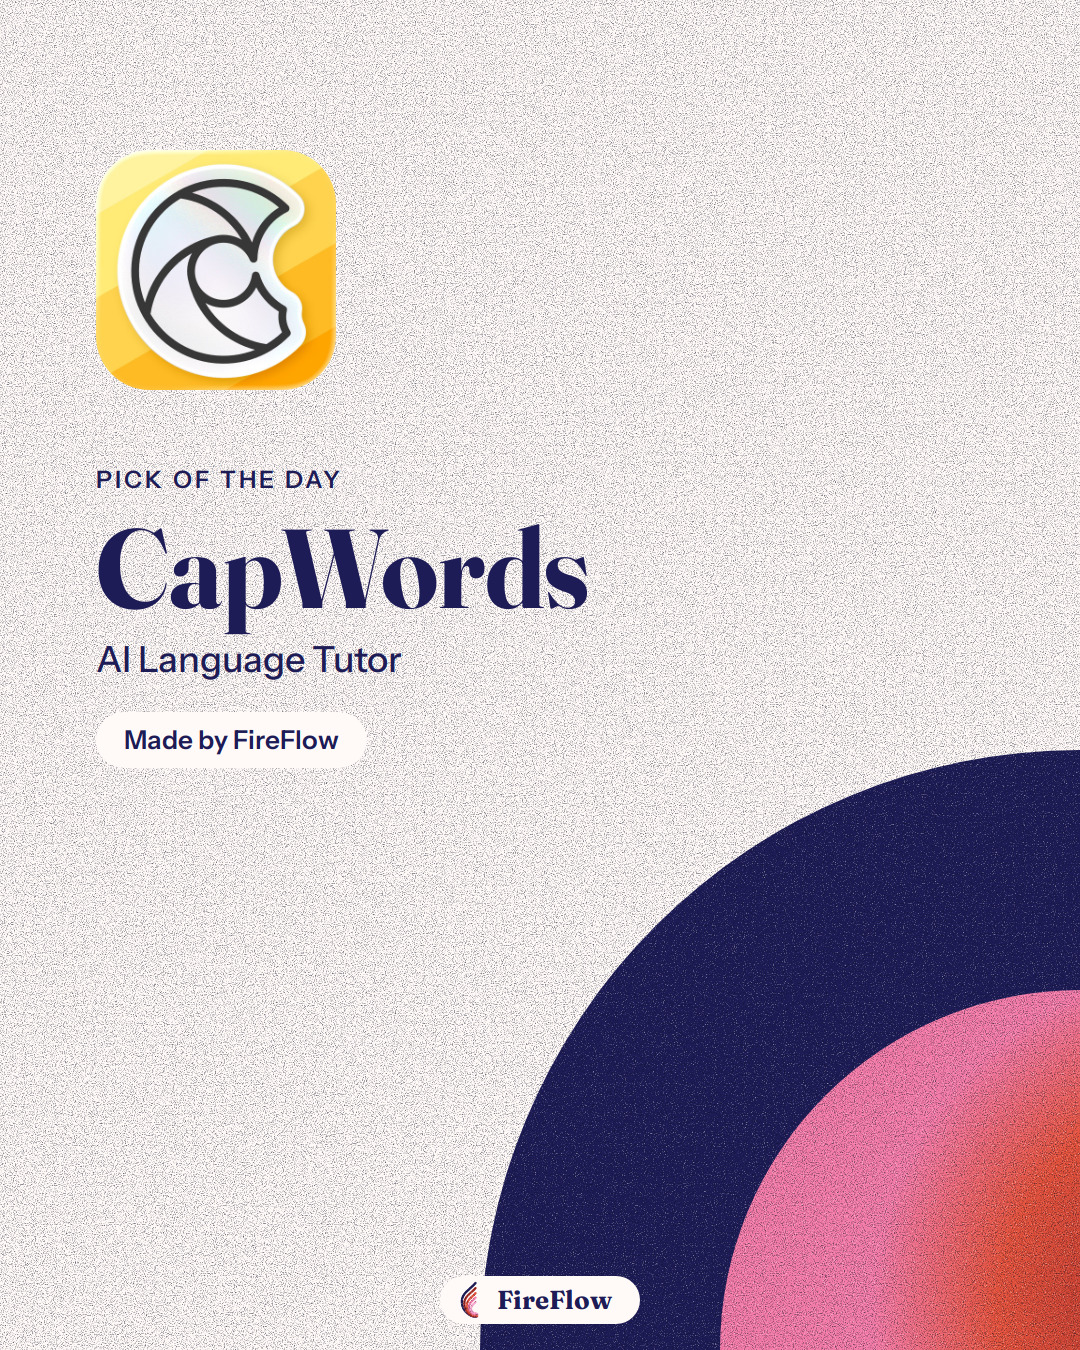 PICK OF THE DAY
CapWords
AI Language Tutor
Made by FireFlow
FireFlow